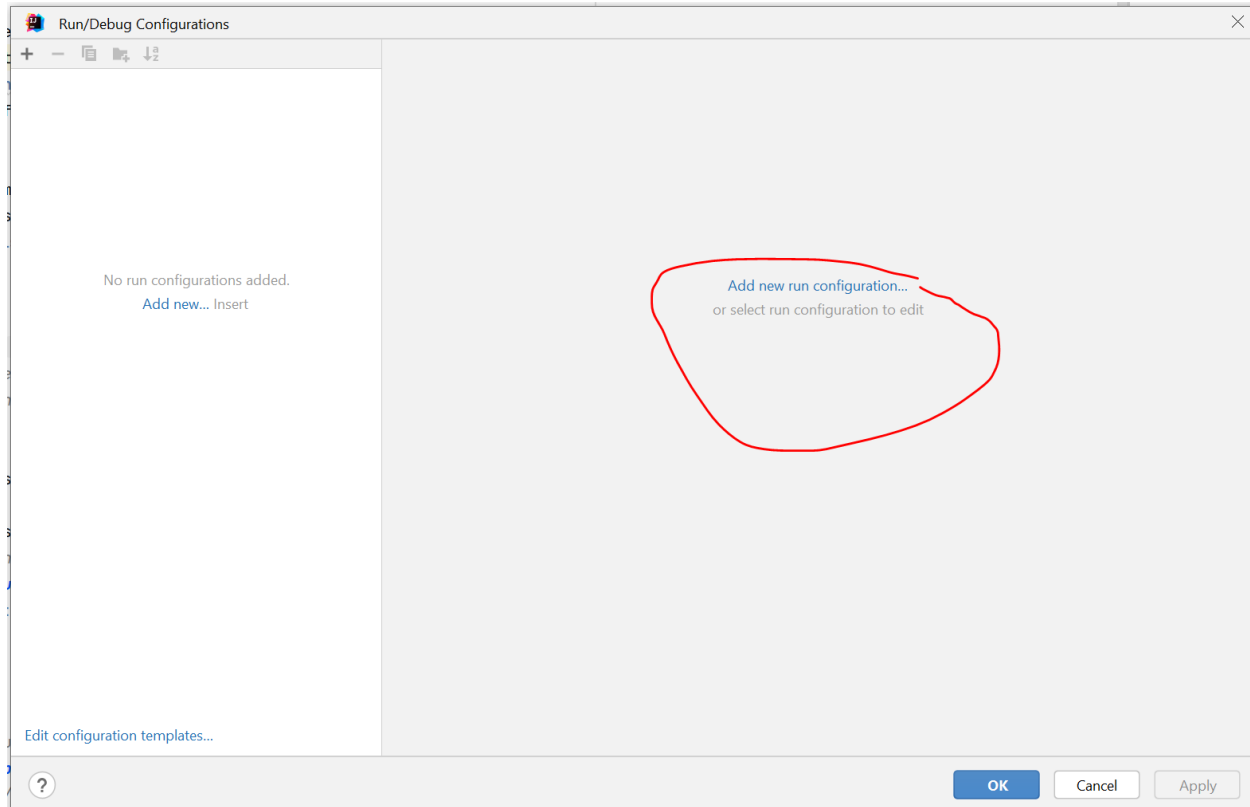 Run/Debug Configurations
No run configurations added.
Add new... Insert
Add new run configuration...
or select run configuration to edit
Edit configuration templates...
?
OK
Cancel
Apply